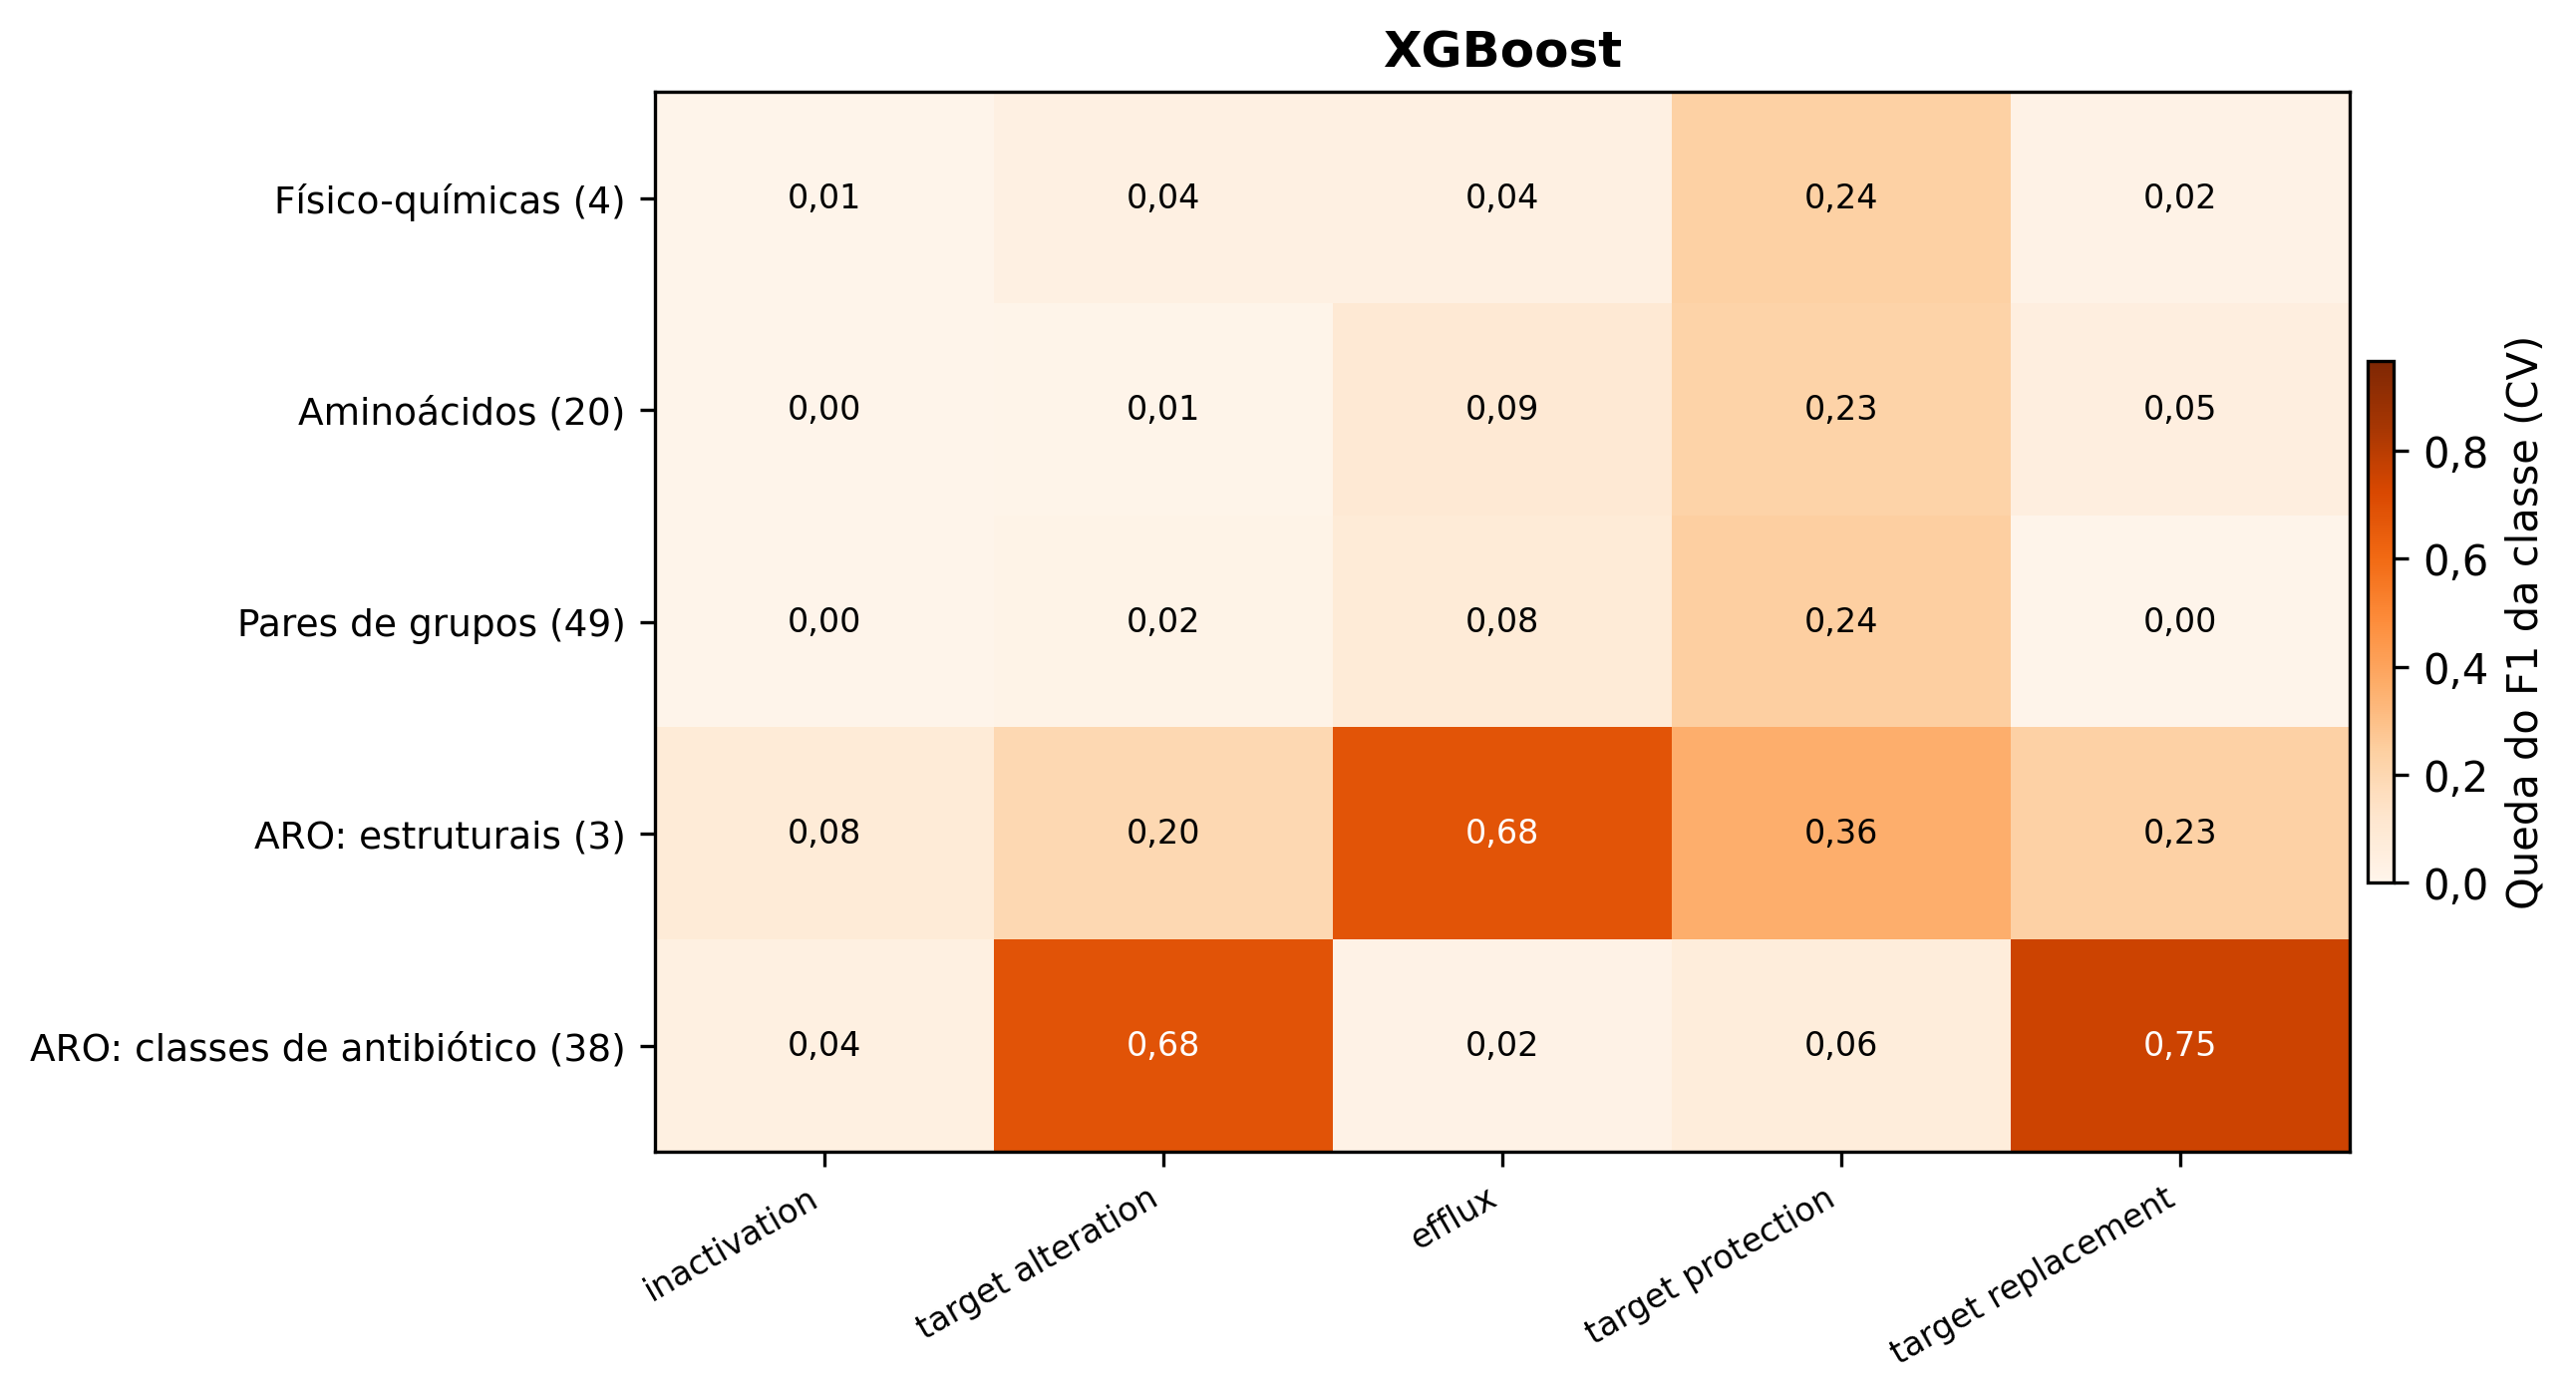 XGBoost
Físico-químicas (4)
0,01 0,04 0,04 0,24 0,02
Aminoácidos (20)
0,00 0,01 0,09 0,23 0,05
Pares de grupos (49)
0,00 0,02 0,08 0,24 0,00
ARO: estruturais (3)
0,08 0,20 0,68 0,36 0,23
ARO: classes de antibiótico (38)
0,04 0,68 0,02 0,06 0,75
inactivation
target alteration
efflux
target protection
target replacement
0,8
0,6
0,4
0,2
0,0
Queda do F1 da classe (CV)